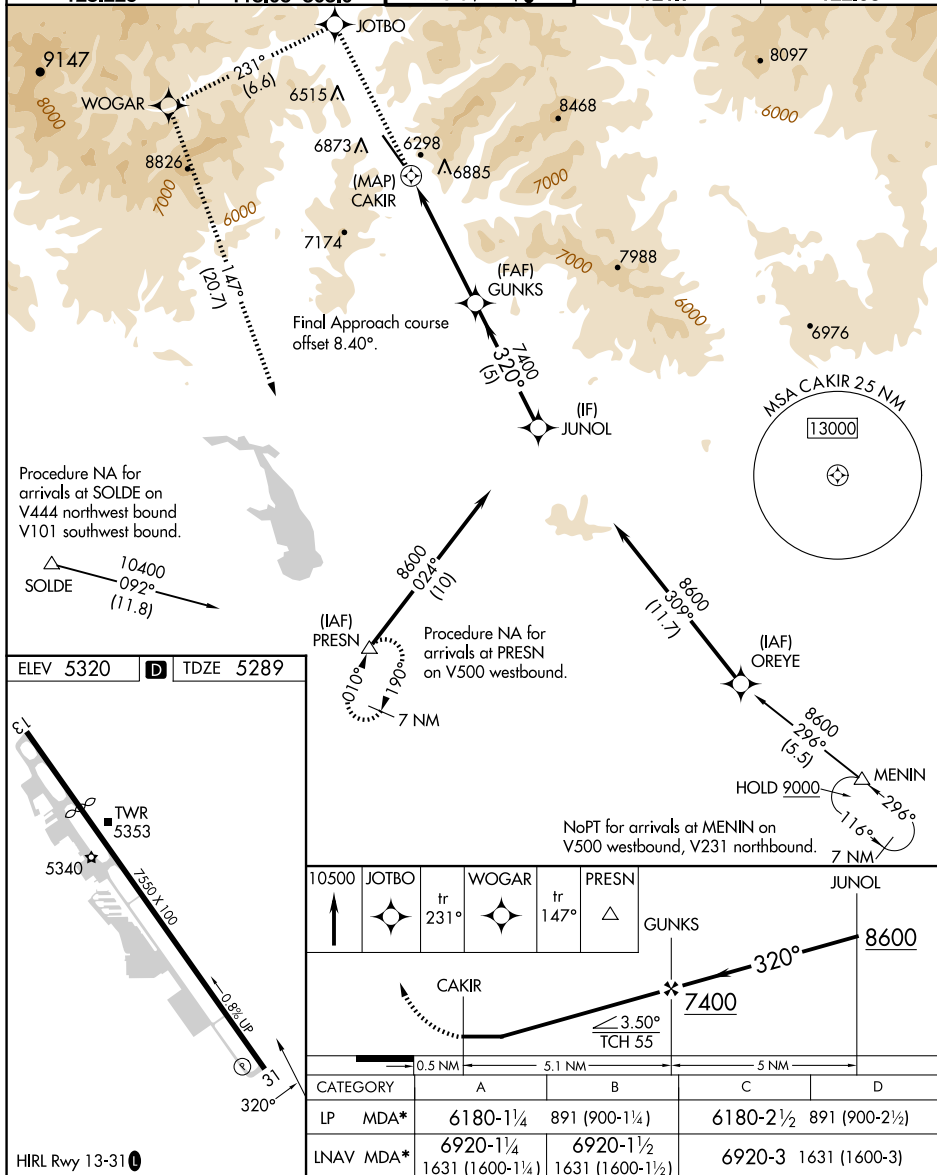 JOTBO
9147
8097
231°
(6.6)
8000
WOGAR
6515
8468
6000
6873
6298
8826
6885
(MAP)
CAKIR
7000
7000
6000
7174
7000
7988
(FAF)
GUNKS
147°
(20.7)
6000
Final Approach course
offset 8.40°.
6976
7400
320°
(5)
MSA CAKIR 25 NM
13000
(IF)
JUNOL
Procedure NA for
arrivals at SOLDE on
V444 northwest bound
V101 southwest bound.
10400
092°
(11.8)
SOLDE
8600
024°
(10)
8600
309°
(11.7)
(IAF)
PRESN
Procedure NA for
arrivals at PRESN
on V500 westbound.
(IAF)
OREYE
010°
190°
7 NM
8600
296°
(5.5)
MENIN
HOLD 9000
296°
116°
7 NM
NoPT for arrivals at MENIN on
V500 westbound, V231 northbound.
ELEV 5320 D TDZE 5289
13
TWR
5353
5340
7550 X 100
0.8% UP
P
31
320°
HIRL Rwy 13-31 L
10500 JOTBO tr 231° WOGAR tr 147° PRESN
JUNOL
GUNKS
8600
320°
CAKIR
7400
3.50°
TCH 55
0.5 NM 5.1 NM 5 NM
CATEGORY A B C D
LP MDA* 6180-1¼ 891 (900-1¼) 6180-2½ 891 (900-2½)
LNAV MDA* 6920-1¼ 1631 (1600-1¼) 6920-1½ 1631 (1600-1½) 6920-3 1631 (1600-3)